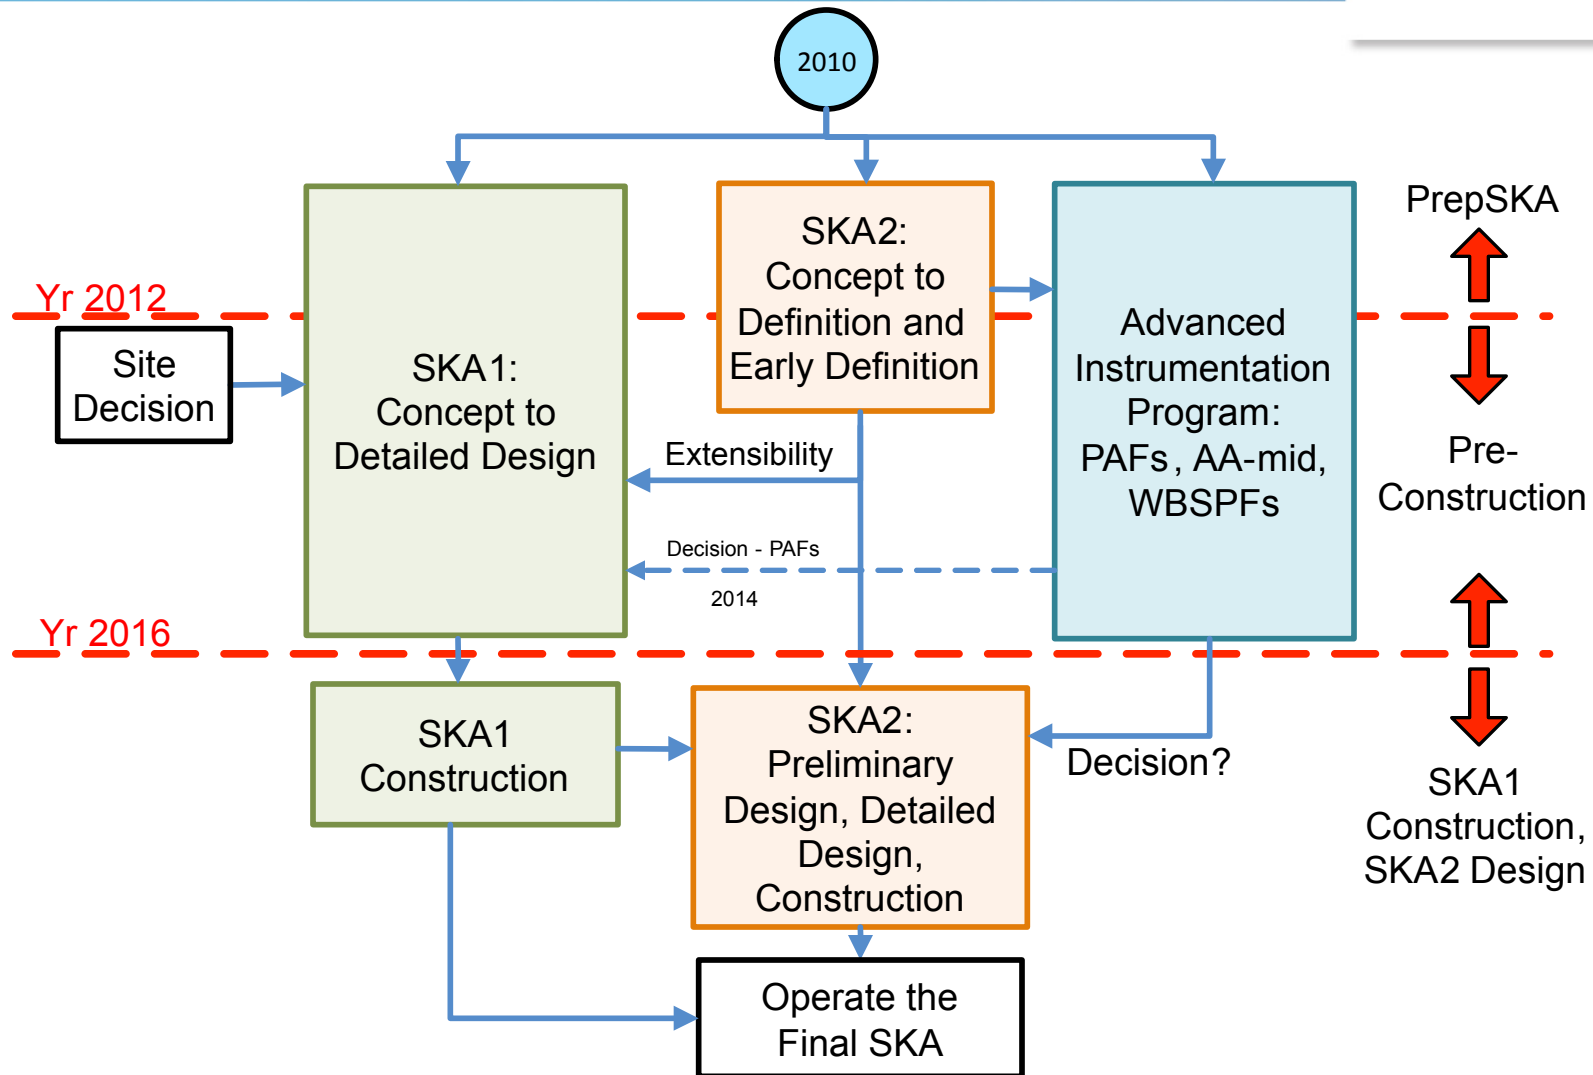 2010
PrepSKA
SKA2:
Concept to
Definition and
Early Definition
Yr 2012
Site
Decision
SKA1:
Concept to
Detailed Design
Advanced
Instrumentation
Program:
PAFs, AA-mid,
WBSPFs
Extensibility
Pre-
Construction
Decision - PAFs
2014
Yr 2016
SKA1
Construction
SKA2:
Preliminary
Design, Detailed
Design,
Construction
Decision?
SKA1
Construction,
SKA2 Design
Operate the
Final SKA